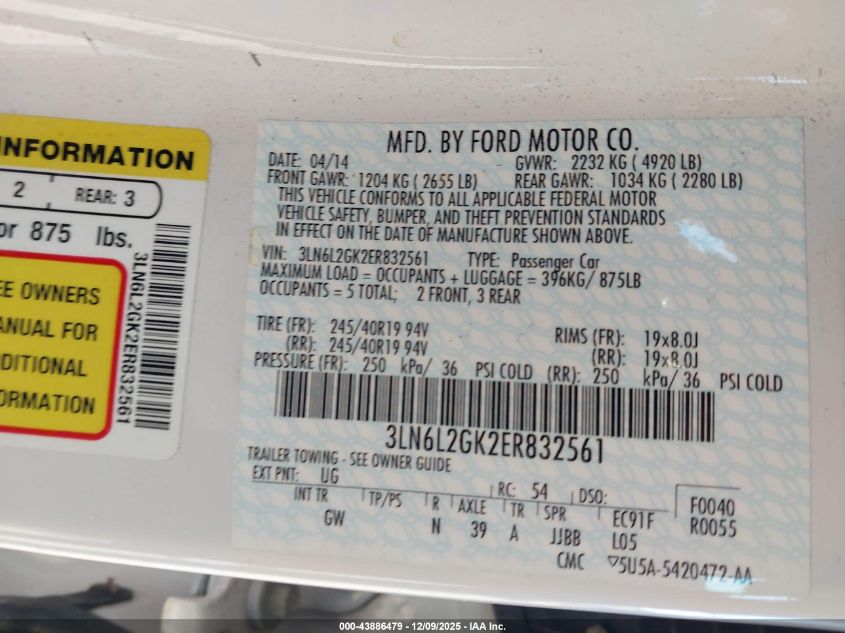 INFORMATION
2 REAR: 3
or 875 lbs.
EE OWNERS
ANUAL FOR
DITIONAL
ORMATION
3LN6L2GK2ER832561
MFD. BY FORD MOTOR CO.
DATE: 04/14 GVWR: 2232 KG ( 4920 LB)
FRONT GAWR: 1204 KG ( 2655 LB) REAR GAWR: 1034 KG ( 2280 LB)
THIS VEHICLE CONFORMS TO ALL APPLICABLE FEDERAL MOTOR
VEHICLE SAFETY, BUMPER, AND THEFT PREVENTION STANDARDS
IN EFFECT ON THE DATE OF MANUFACTURE SHOWN ABOVE.
VIN: 3LN6L2GK2ER832561 TYPE: Passenger Car
MAXIMUM LOAD = OCCUPANTS + LUGGAGE = 396KG/ 875LB
OCCUPANTS = 5 TOTAL; 2 FRONT, 3 REAR
TIRE (FR): 245/40R19 94V RIMS (FR): 19x8.0J
(RR): 245/40R19 94V (RR): 19x8.0J
PRESSURE (FR): 250 kPa/ 36 PSI COLD (RR): 250 kPa/ 36 PSI COLD
3LN6L2GK2ER832561
TRAILER TOWING - SEE OWNER GUIDE
EXT PNT: UG RC: 54 DSO: F0040
INT TR TP/PS R AXLE TR SPR EC91F R0055
GW N 39 A JJBB L05
CMC 5U5A-5420472-AA
000-43886479 - 12/09/2025 - IAA Inc.